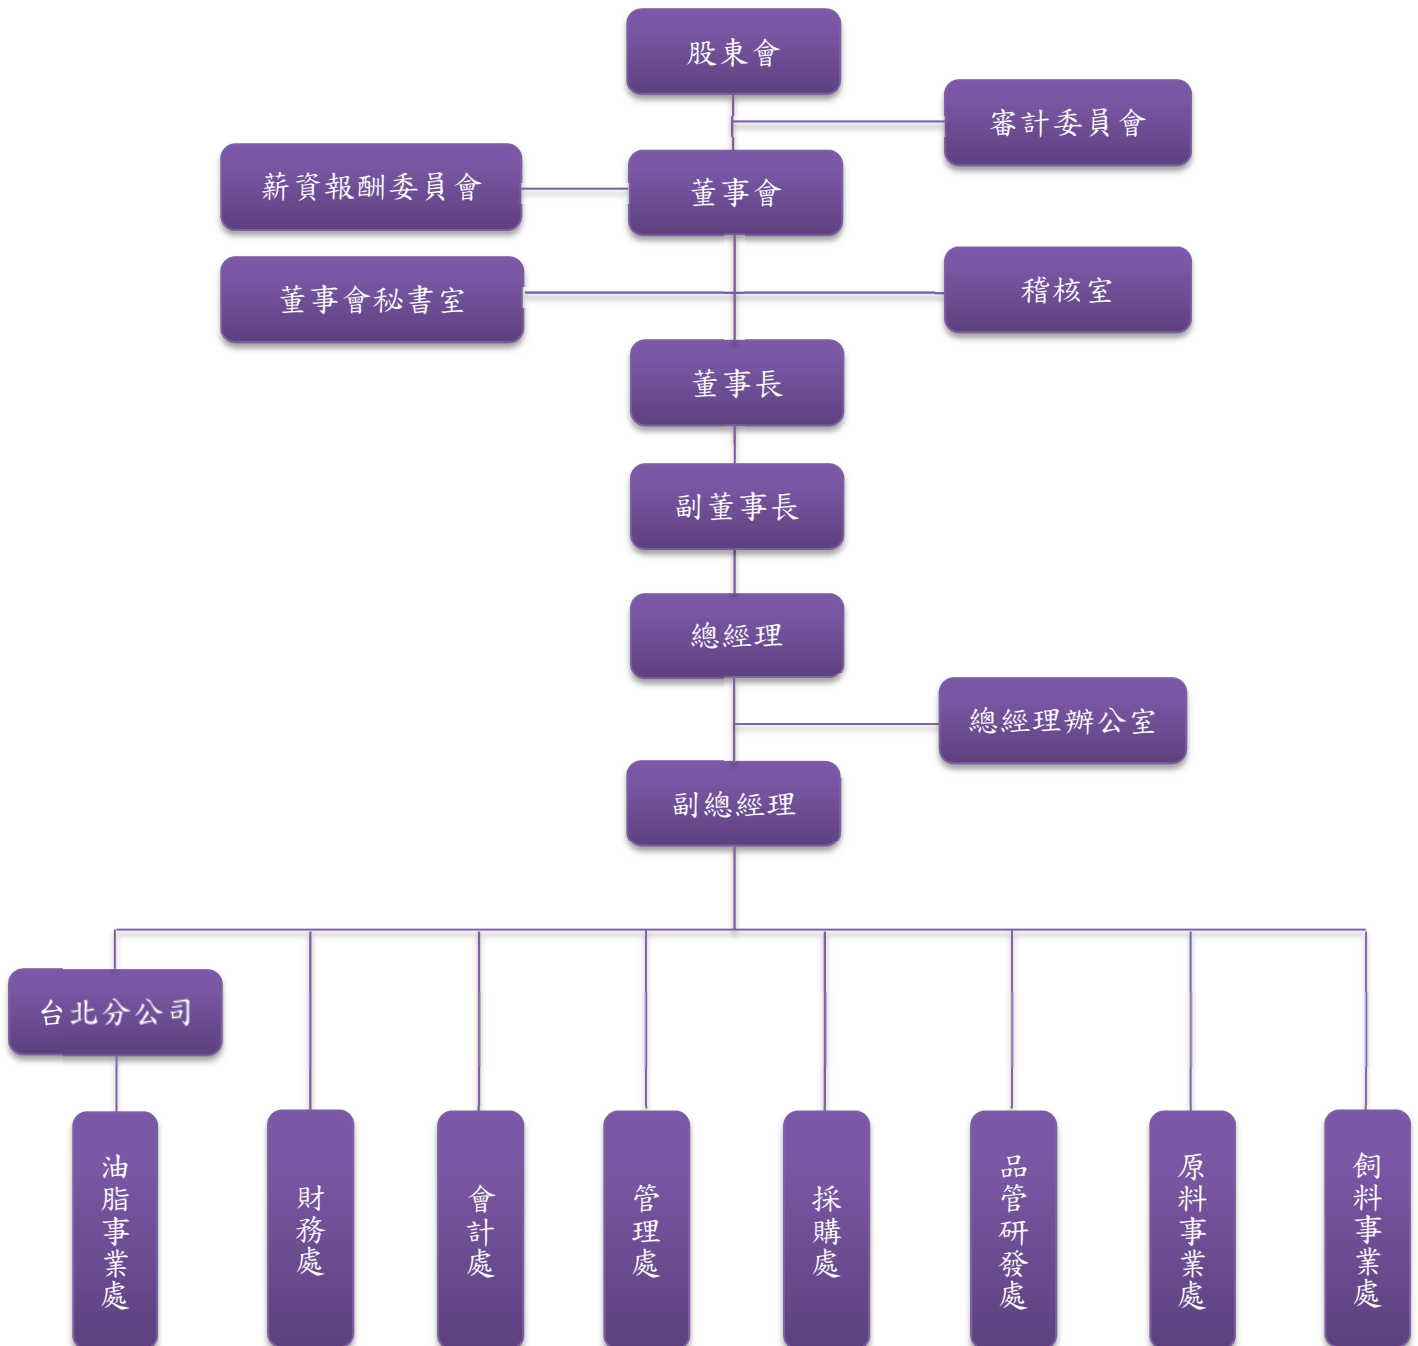 股東會
審計委員會
薪資報酬委員會
董事會
董事會秘書室
稽核室
董事長
副董事長
總經理
總經理辦公室
副總經理
台北分公司
油脂事業處
財務處
會計處
管理處
採購處
品管研發處
原料事業處
飼料事業處